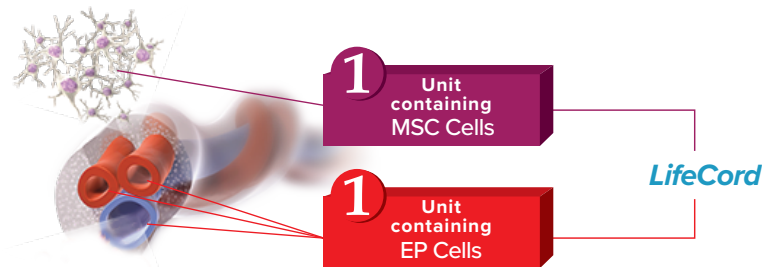 1
Unit
containing
MSC Cells
LifeCord
1
Unit
containing
EP Cells